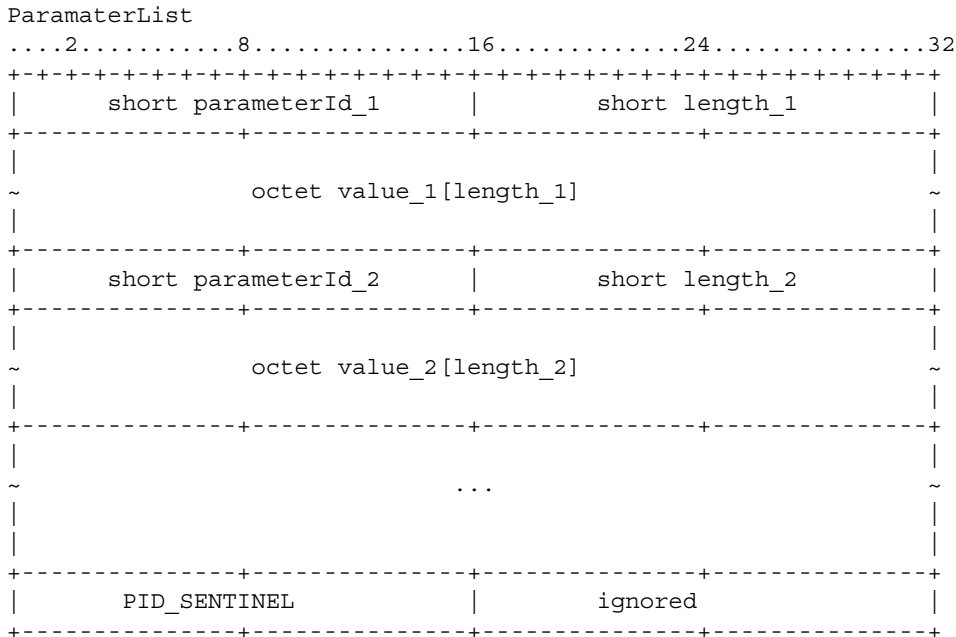 ParamaterList
....2...........8...............16.............24...............32
+-+-+-+-+-+-+-+-+-+-+-+-+-+-+-+-+-+-+-+-+-+-+-+-+-+-+-+-+-+-+-+-+
|      short parameterId_1      |        short length_1         |
+---------------+---------------+---------------+---------------+
|                                                               |
~                octet value_1[length_1]                        ~
|                                                               |
+---------------+---------------+---------------+---------------+
|      short parameterId_2      |        short length_2         |
+---------------+---------------+---------------+---------------+
|                                                               |
~                octet value_2[length_2]                        ~
|                                                               |
+---------------+---------------+---------------+---------------+
|                                                               |
~                              ...                              ~
|                                                               |
|                                                               |
+---------------+---------------+---------------+---------------+
|       PID_SENTINEL            |        ignored                |
+---------------+---------------+---------------+---------------+